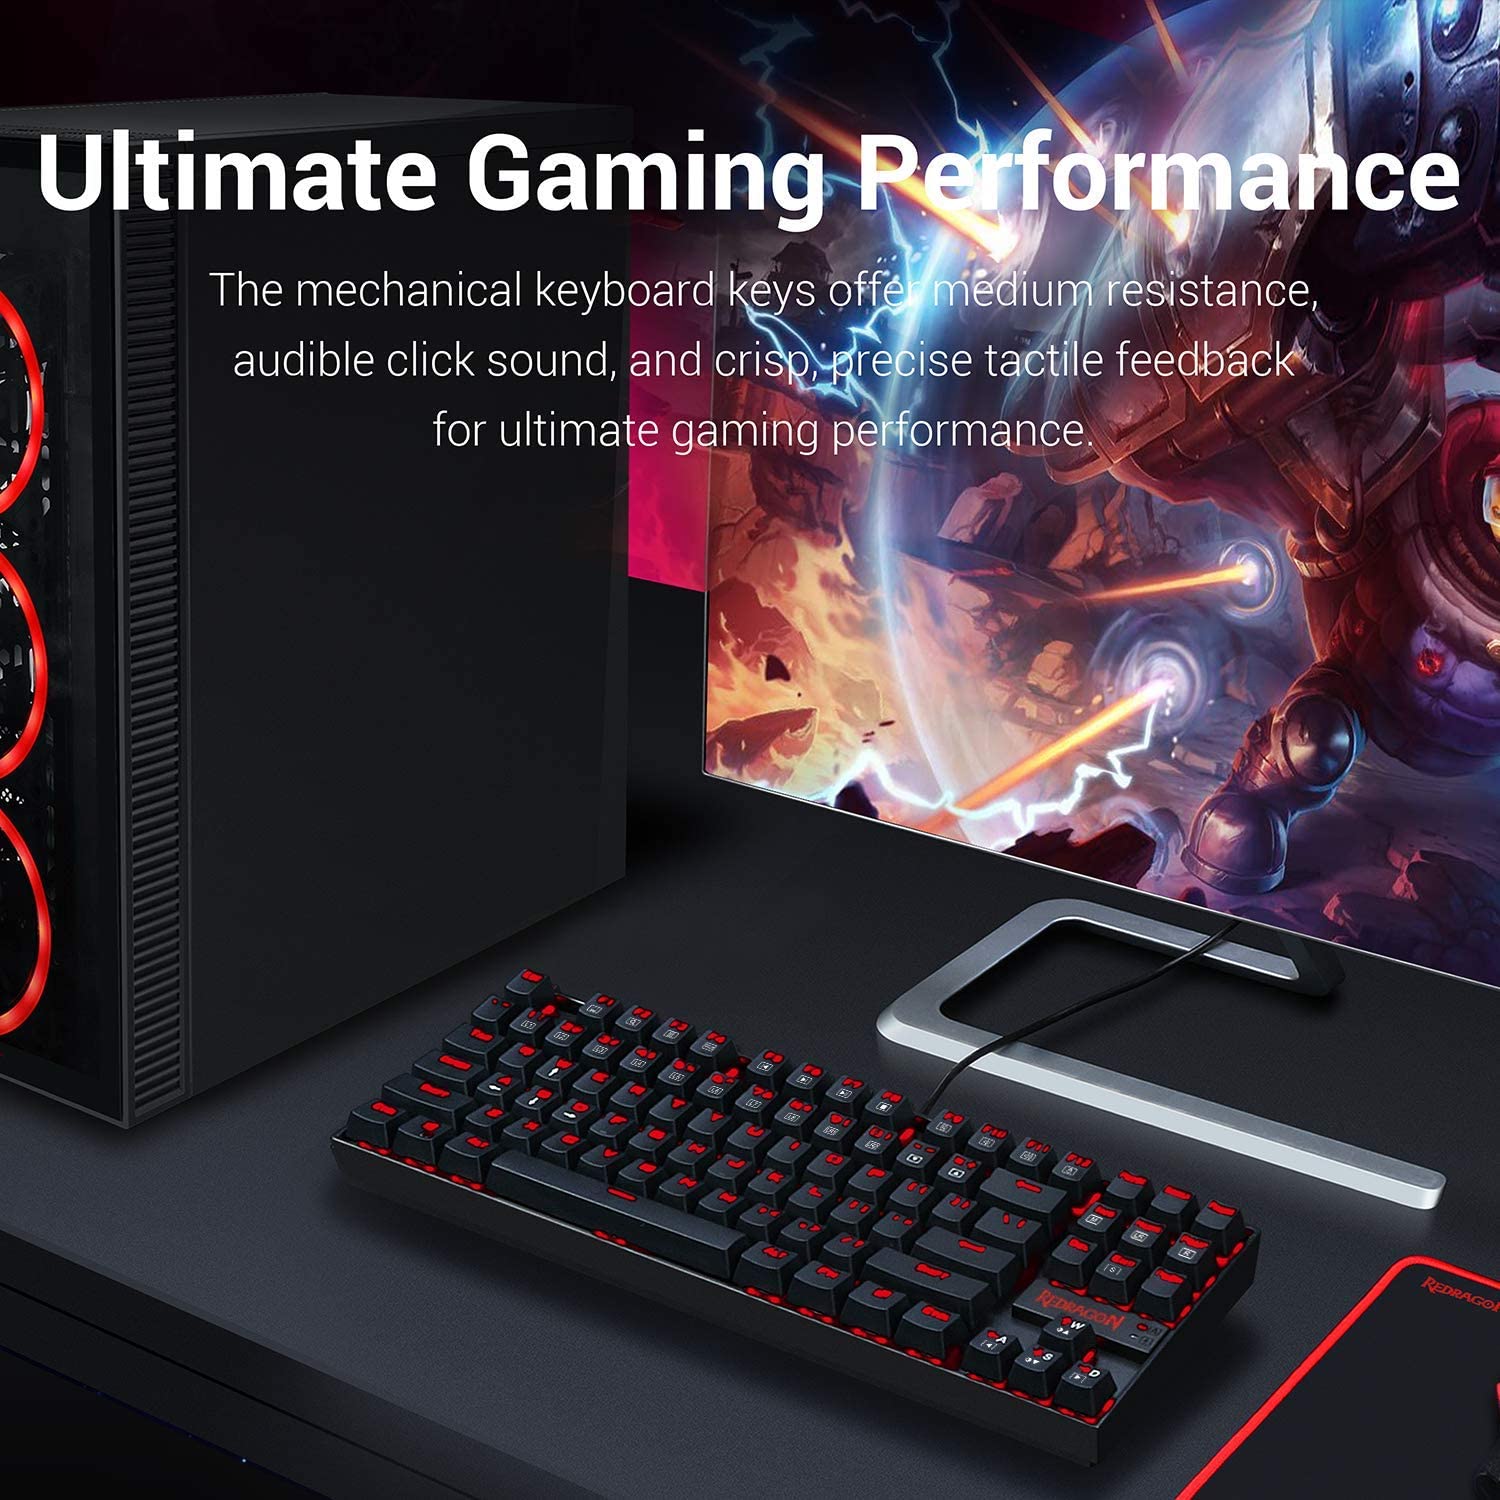 Ultimate Gaming Performance
The mechanical keyboard keys offer medium resistance,
audible click sound, and crisp, precise tactile feedback
for ultimate gaming performance.
REDRAGON
REDRAGON
W
A
S
D